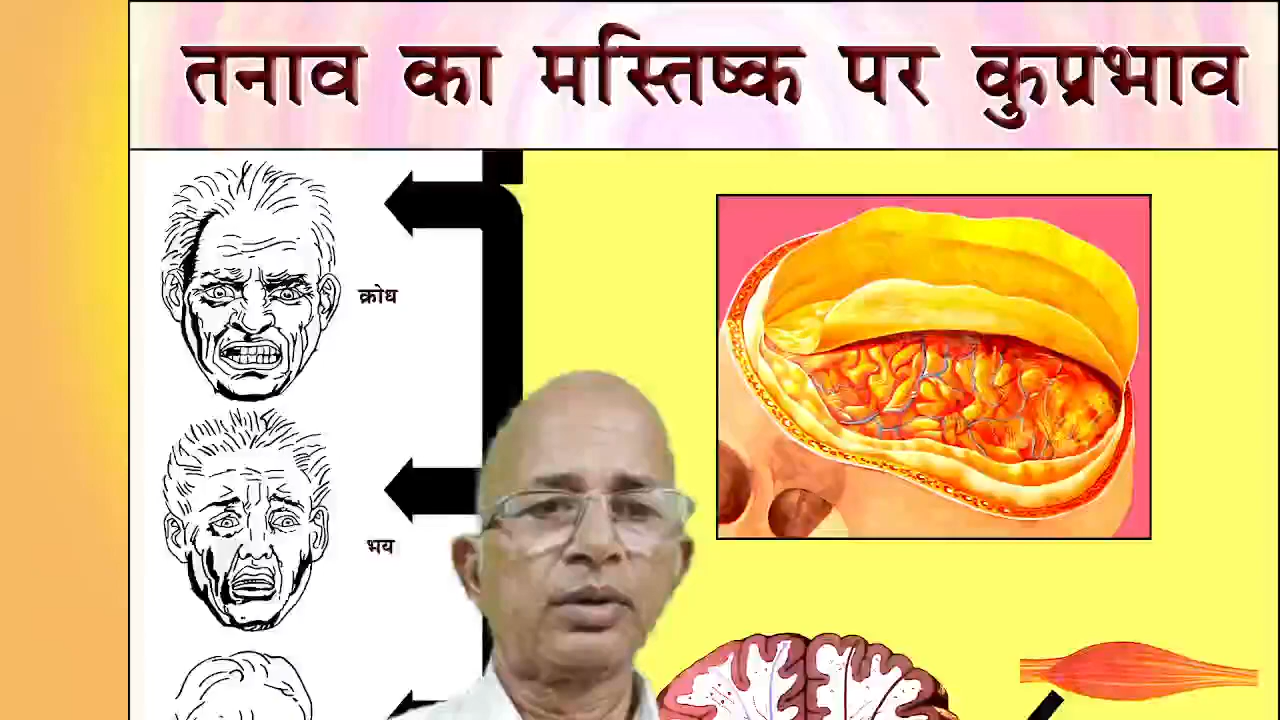 तनाव का मस्तिष्क पर कुप्रभाव
क्रोध
भय